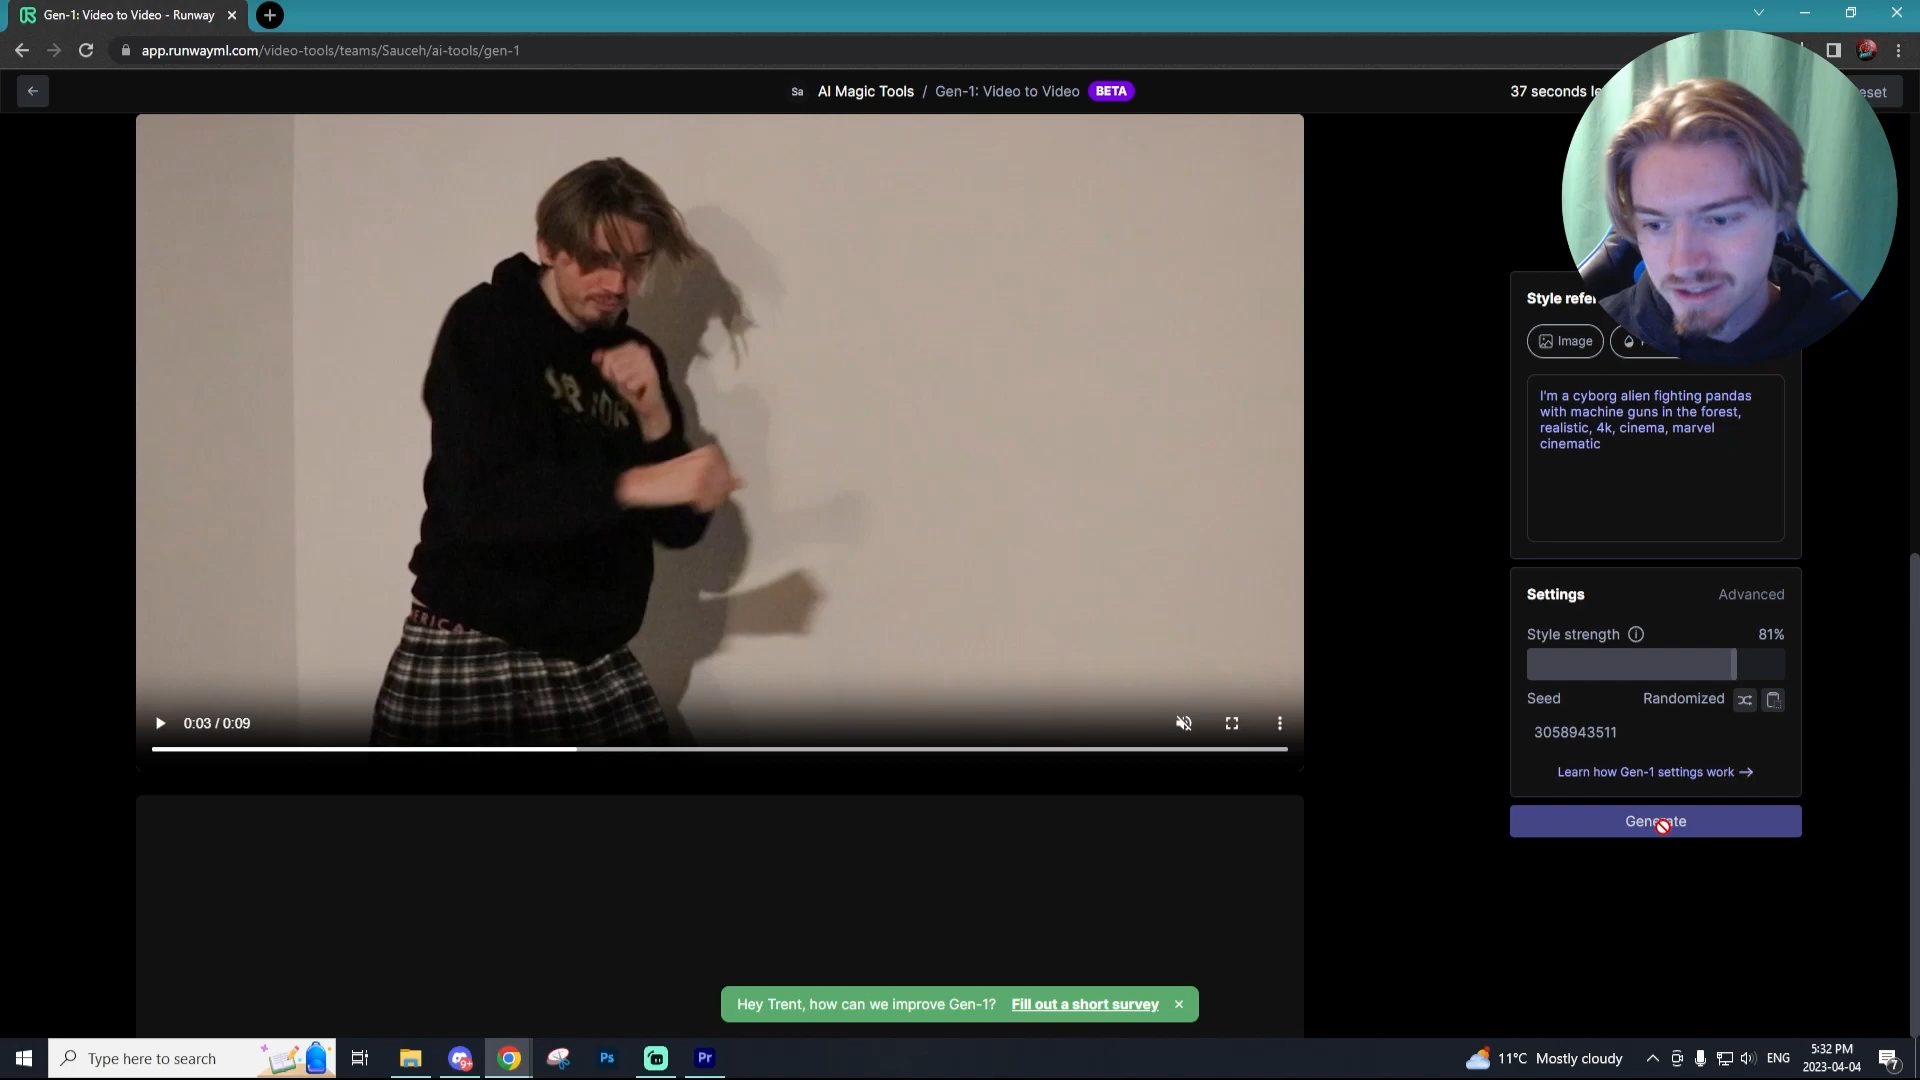 Gen-1: Video to Video - Runway
app.runwayml.com/video-tools/teams/Sauceh/ai-tools/gen-1
Sa AI Magic Tools / Gen-1: Video to Video BETA
37 seconds
Style
Image
I'm a cyborg alien fighting pandas
with machine guns in the forest,
realistic, 4k, cinema, marvel
cinematic
Settings Advanced
Style strength 81%
Seed Randomized
3058943511
Learn how Gen-1 settings work →
Generate
0:03 / 0:09
Hey Trent, how can we improve Gen-1? Fill out a short survey
Type here to search
9+
Ps
Pr
11°C Mostly cloudy
ENG
5:32 PM
2023-04-04
7